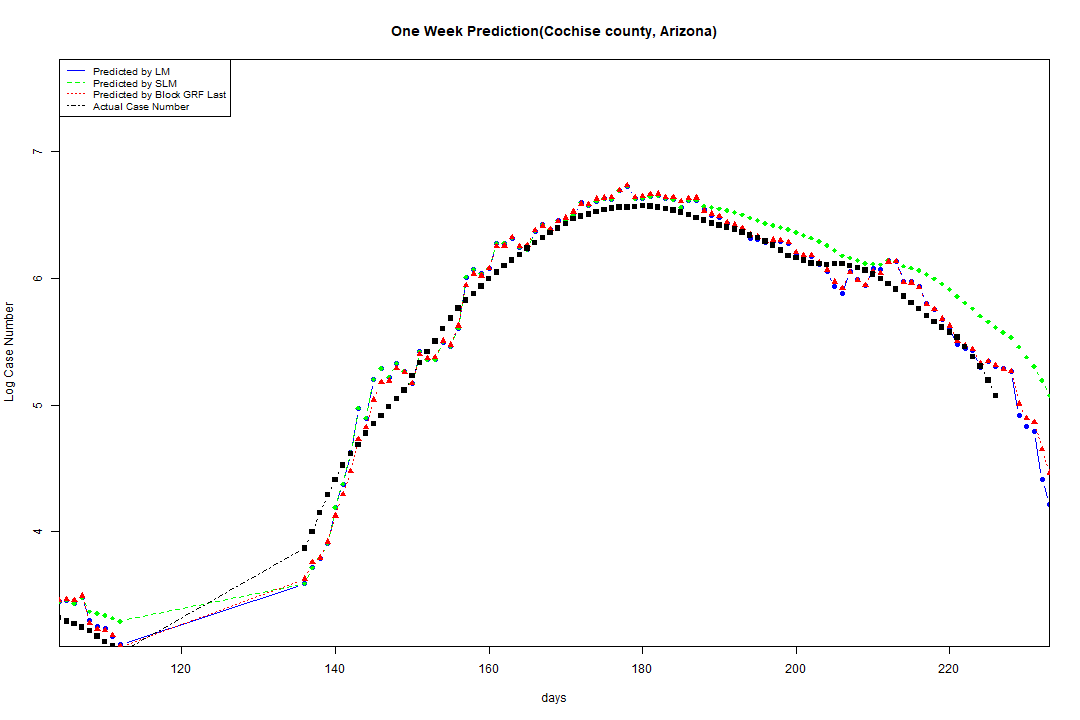 One Week Prediction(Cochise county, Arizona)
Predicted by LM
Predicted by SLM
Predicted by Block GRF Last
Actual Case Number
7
6
5
4
Log Case Number
120 140 160 180 200 220
days